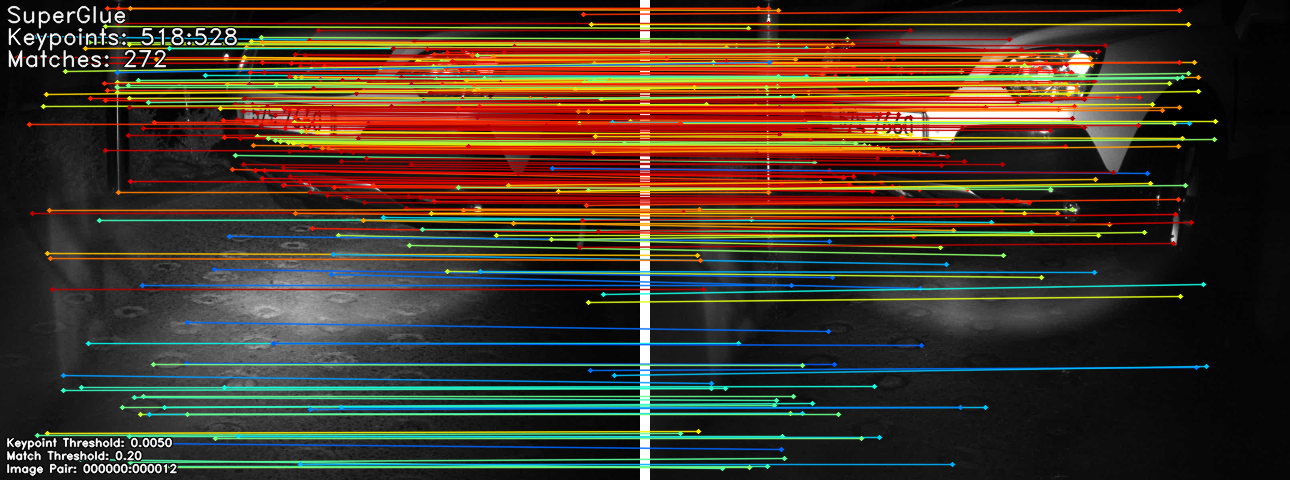 SuperGlue
Keypoints: 518:528
Matches: 272
Keypoint Threshold: 0.0050
Match Threshold: 0.20
Image Pair: 000000:000012